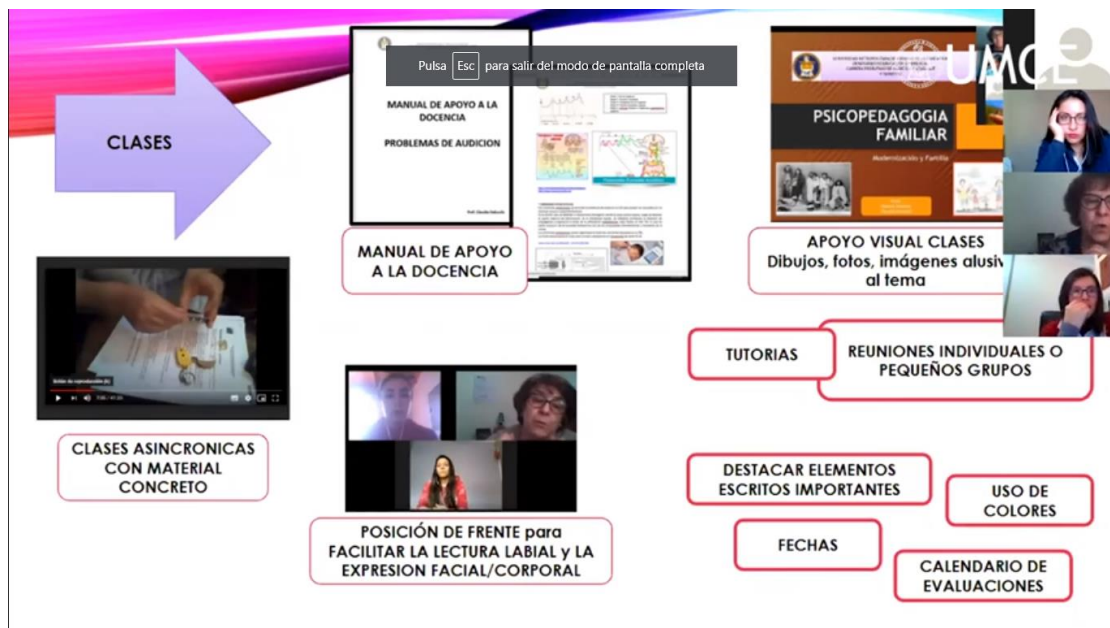 Pulsa Esc para salir del modo de pantalla completa
UMCE
CLASES
MANUAL DE APOYO A LA
DOCENCIA
PROBLEMAS DE AUDICION
MANUAL DE APOYO
A LA DOCENCIA
PSICOPEDAGOGIA
FAMILIAR
Modernización y Familia
APOYO VISUAL CLASES
Dibujos, fotos, imágenes alusiv
al tema
CLASES ASINCRONICAS
CON MATERIAL
CONCRETO
POSICIÓN DE FRENTE para
FACILITAR LA LECTURA LABIAL y LA
EXPRESION FACIAL/CORPORAL
TUTORIAS
REUNIONES INDIVIDUALES O
PEQUEÑOS GRUPOS
DESTACAR ELEMENTOS
ESCRITOS IMPORTANTES
USO DE
COLORES
FECHAS
CALENDARIO DE
EVALUACIONES